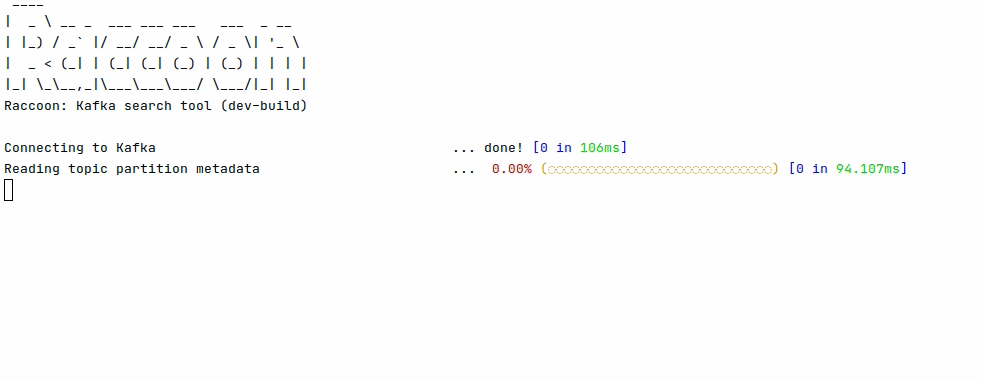 ____
|  _ \ __ _  ___ ___ ___   ___  _ __
| |_) / _` |/ __/ __/ _ \ / _ \| '_ \
|  _ < (_| | (_| (_| (_) | (_) | | | |
|_| \_\__,_|\___\___\___/ \___/|_| |_|
Raccoon: Kafka search tool (dev-build)
Connecting to Kafka ... done! [0 in 106ms]
Reading topic partition metadata ... 0.00% (◌◌◌◌◌◌◌◌◌◌◌◌◌◌◌◌◌◌◌◌◌◌◌◌◌◌◌◌) [0 in 94.107ms]